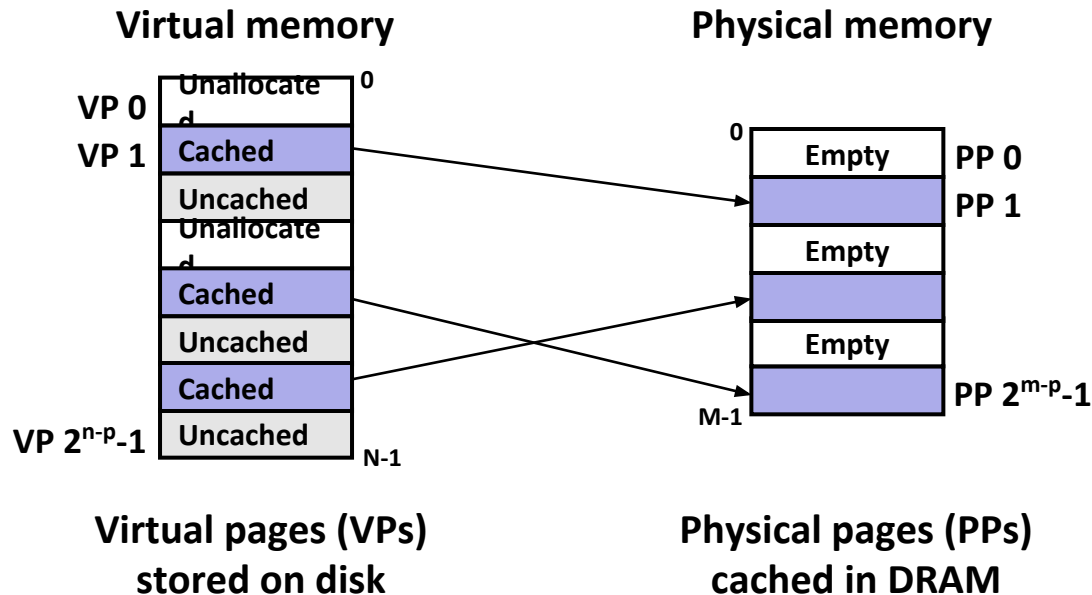 Virtual memory
Physical memory
0
VP 0
Unallocate
d
VP 1
Cached
Uncached
Unallocate
d
Cached
Uncached
Cached
VP 2^n-p-1
Uncached
N-1
0
Empty
PP 0
PP 1
Empty
Empty
PP 2^m-p-1
M-1
Virtual pages (VPs)
stored on disk
Physical pages (PPs)
cached in DRAM